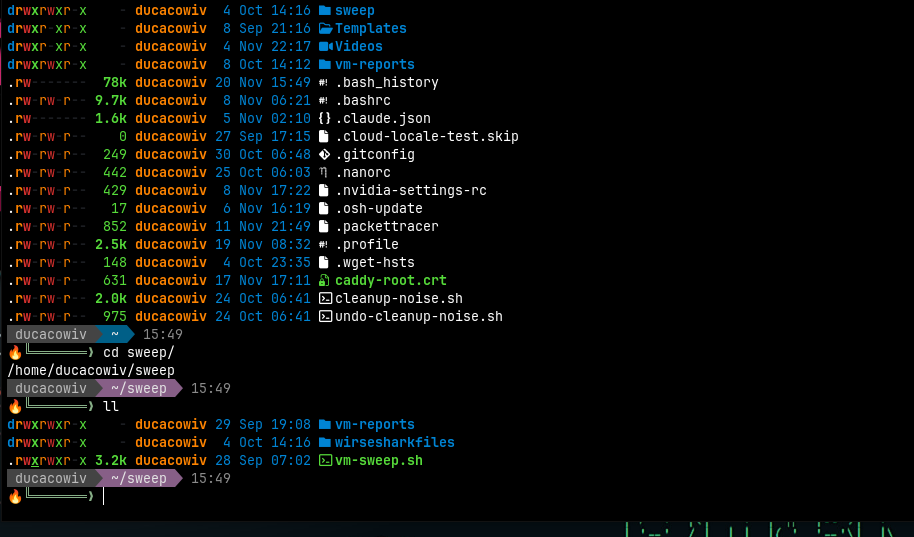 drwxrwxr-x - ducacowiv 4 Oct 14:16 sweep
drwxr-xr-x - ducacowiv 8 Sep 21:16 Templates
drwxr-xr-x - ducacowiv 4 Nov 22:17 Videos
drwxrwxr-x - ducacowiv 8 Oct 14:12 vm-reports
.rw------- 78k ducacowiv 20 Nov 15:49 #! .bash_history
.rw-rw-r-- 9.7k ducacowiv 8 Nov 06:21 #! .bashrc
.rw------- 1.6k ducacowiv 5 Nov 02:10 {} .claude.json
.rw-rw-r-- 0 ducacowiv 27 Sep 17:15 .cloud-locale-test.skip
.rw-rw-r-- 249 ducacowiv 30 Oct 06:48 .gitconfig
.rw-rw-r-- 442 ducacowiv 25 Oct 06:03 η .nanorc
.rw-rw-r-- 429 ducacowiv 8 Nov 17:22 .nvidia-settings-rc
.rw-rw-r-- 17 ducacowiv 6 Nov 16:19 .osh-update
.rw-rw-r-- 852 ducacowiv 11 Nov 21:49 .packettracer
.rw-rw-r-- 2.5k ducacowiv 19 Nov 08:32 #! .profile
.rw-rw-r-- 148 ducacowiv 4 Oct 23:35 .wget-hsts
.rw-rw-r-- 631 ducacowiv 17 Nov 17:11 caddy-root.crt
.rw-rw-r-- 2.0k ducacowiv 24 Oct 06:41 cleanup-noise.sh
.rw-rw-r-- 975 ducacowiv 24 Oct 06:41 undo-cleanup-noise.sh
ducacowiv ~ 15:49
cd sweep/
/home/ducacowiv/sweep
ducacowiv ~/sweep 15:49
ll
drwxrwxr-x - ducacowiv 29 Sep 19:08 vm-reports
drwxrwxr-x - ducacowiv 4 Oct 14:16 wirsesharkfiles
.rwxrwxr-x 3.2k ducacowiv 28 Sep 07:02 vm-sweep.sh
ducacowiv ~/sweep 15:49